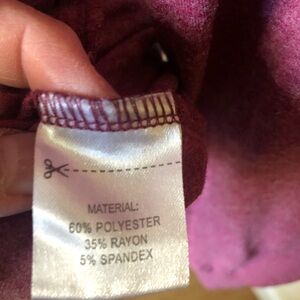 MATERIAL:
60% POLYESTER
35% RAYON
5% SPANDEX